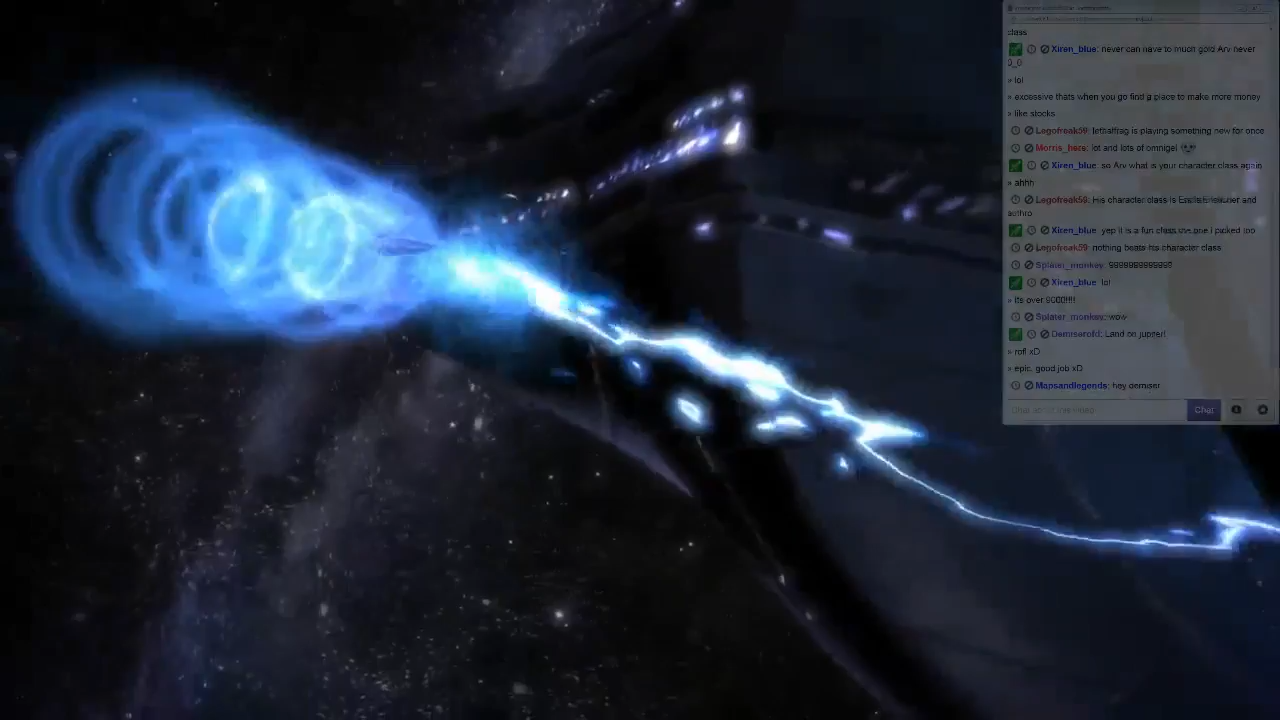 class
Xiren_blue: never can have to much gold Arv never
0_0
» lol
» excessive thats when you go find a place to make more money
» like stocks
Legofreak59: is playing something new for once
Morris_here: lot and lots of omnigel
Xiren_blue: so Arv what is your character class again
» ahhh
Legofreak59: His character class is and
Xiren_blue: yep it is a fun class the one i picked too
Legofreak59: nothing beats his character class
Splater_monkey: 9999999999999
Xiren_blue: lol
» its over 9000!!!!
Splater_monkey: wow
Demiserofd: Land on jupiter!
» rofl xD
» epic, good job xD
Mapsandlegends: hey demiser
Chat